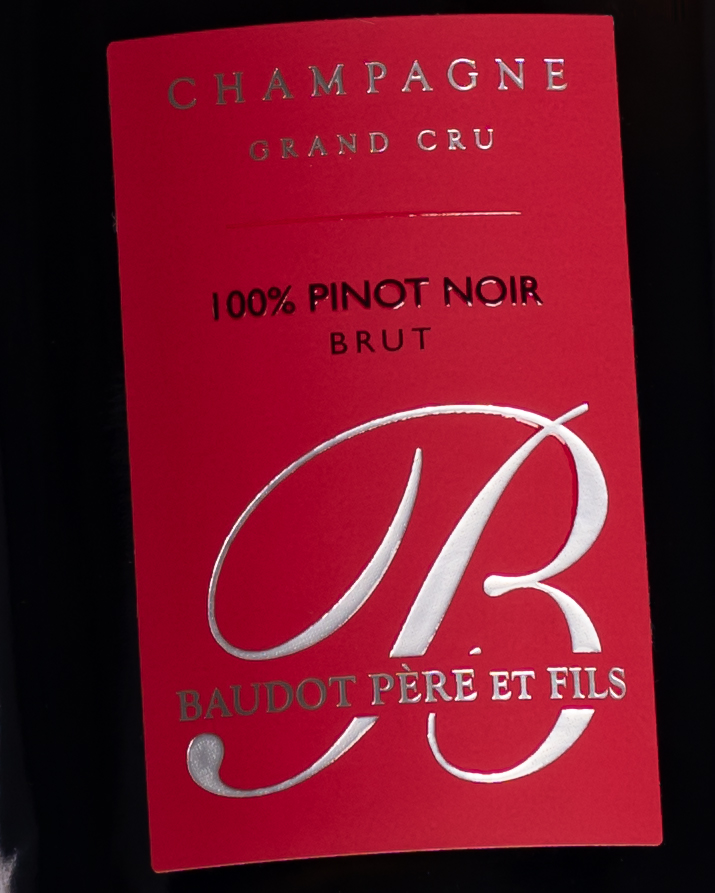 CHAMPAGNE
GRAND CRU
100% PINOT NOIR
BRUT
B
BAUDOT PÈRE ET FILS